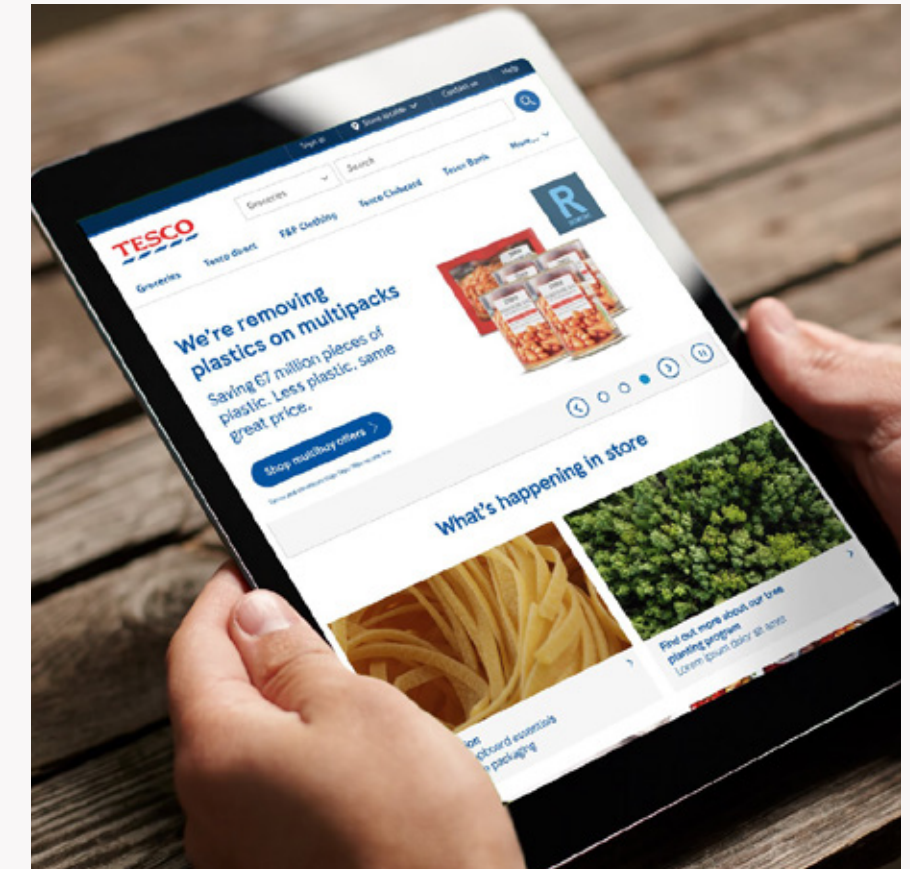 Sign in Store locator Contact us Help
Groceries Search
TESCO
Groceries Tesco direct F&F Clothing Tesco Clubcard Tesco Bank More...
R
We're removing
plastics on multipacks
Saving 67 million pieces of
plastic. Less plastic, same
great price.
Shop multibuy offers
What's happening in store
Find out more about our tree
planting program
Lorem ipsum dolor sit amet
essentials
packaging